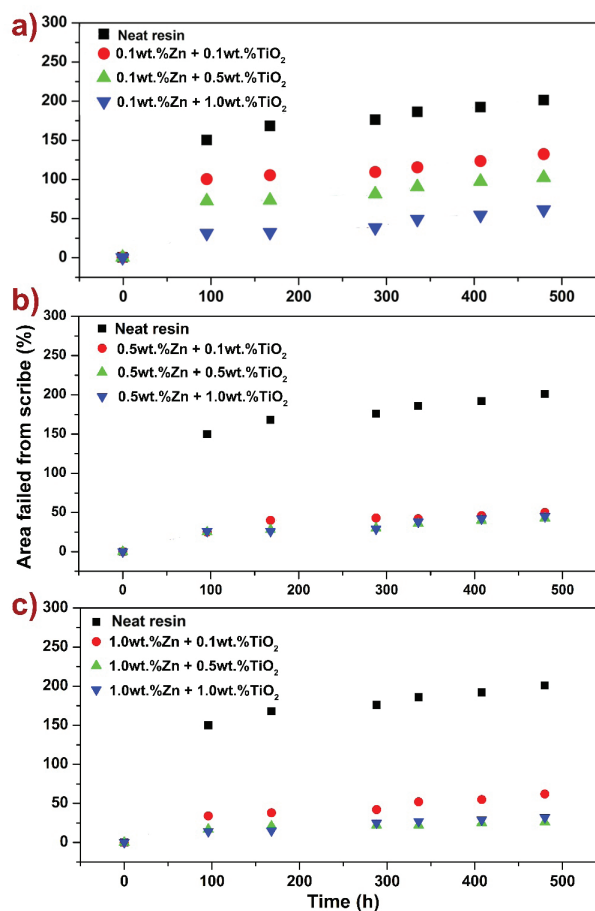 a)
300
250
200
150
100
50
0
Neat resin
0.1wt.%Zn + 0.1wt.%TiO₂
0.1wt.%Zn + 0.5wt.%TiO₂
0.1wt.%Zn + 1.0wt.%TiO₂
0 100 200 300 400 500
b)
300
250
200
150
100
50
0
Neat resin
0.5wt.%Zn + 0.1wt.%TiO₂
0.5wt.%Zn + 0.5wt.%TiO₂
0.5wt.%Zn + 1.0wt.%TiO₂
0 100 200 300 400 500
Area failed from scribe (%)
c)
300
250
200
150
100
50
0
Neat resin
1.0wt.%Zn + 0.1wt.%TiO₂
1.0wt.%Zn + 0.5wt.%TiO₂
1.0wt.%Zn + 1.0wt.%TiO₂
0 100 200 300 400 500
Time (h)